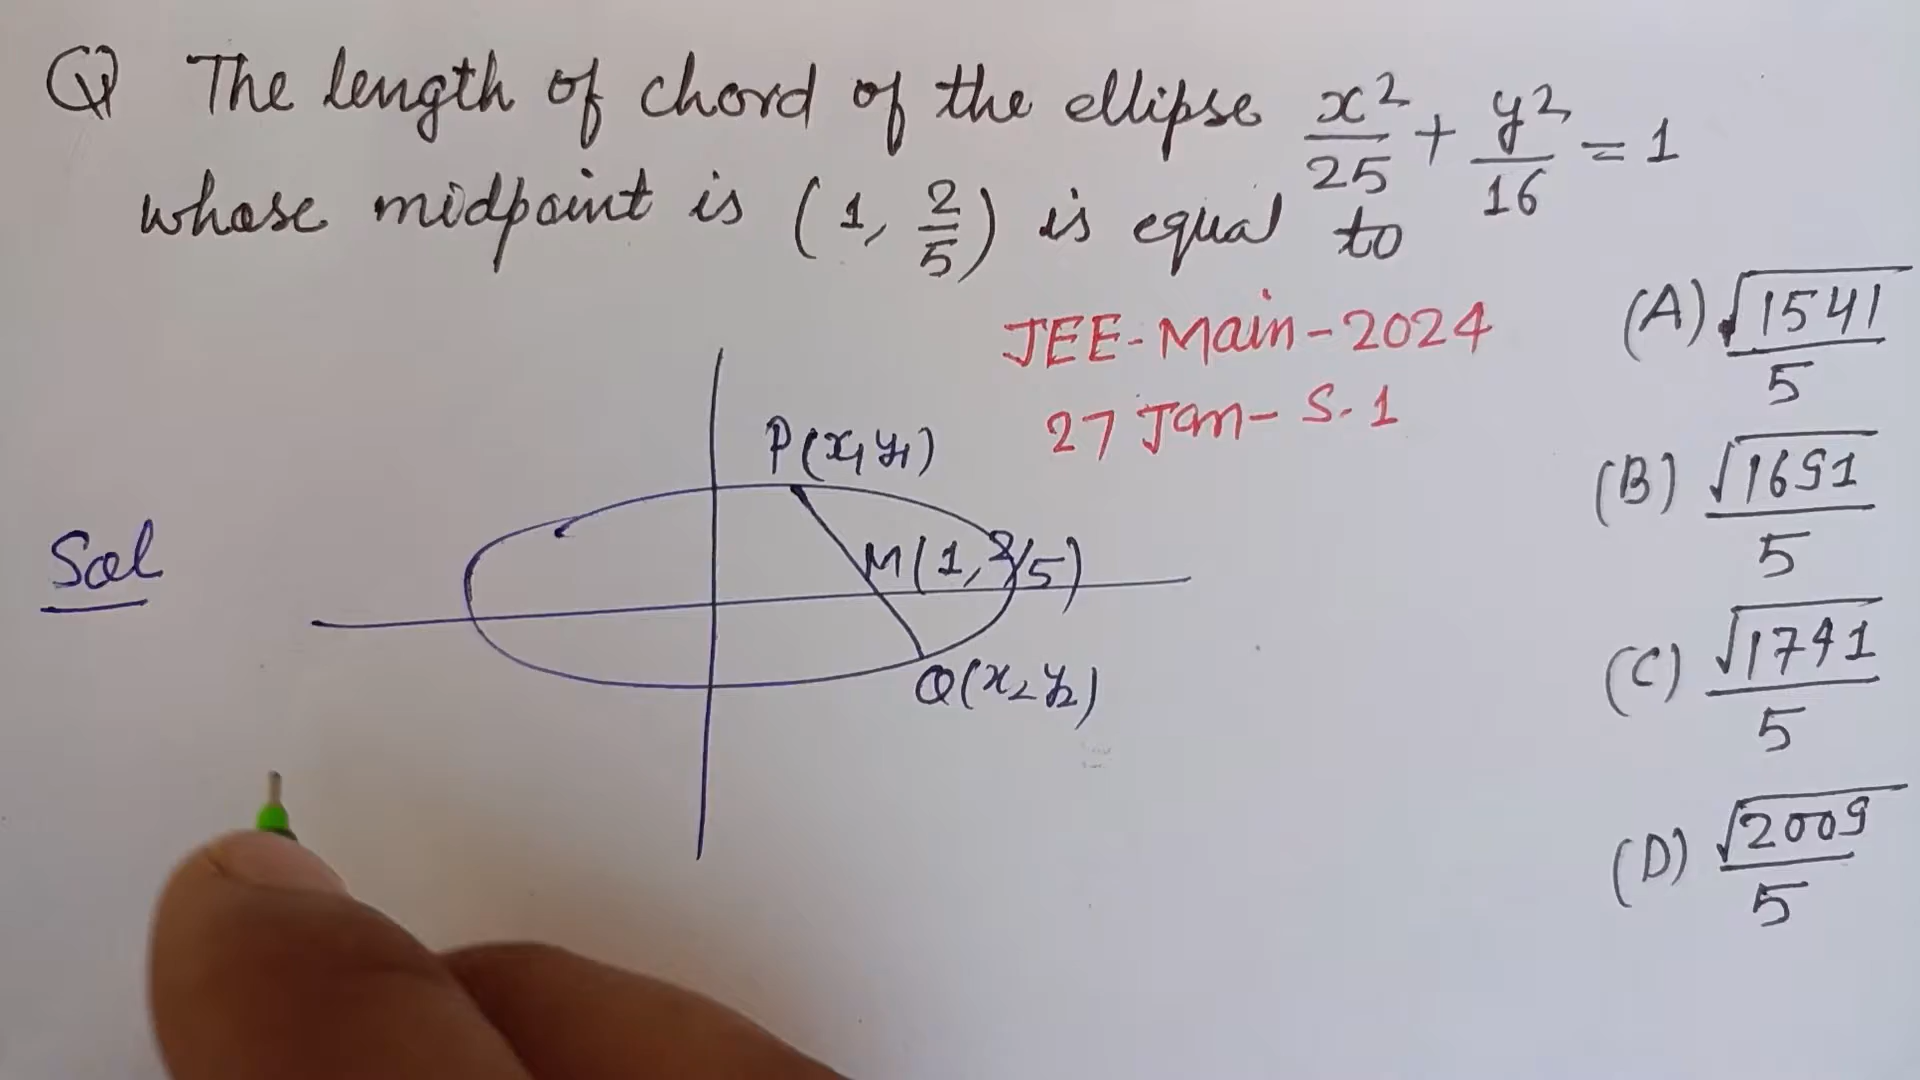 Q The length of chord of the ellipse x²/25 + y²/16 = 1
whose midpoint is (1, 2/5) is equal to
JEE-Main-2024
27 Jan- S.1
(A) √1541/5
(B) √1691/5
(C) √1741/5
(D) √2009/5
Sol
P(x₁ y₁)
M(1, 2/5)
Q(x₂ y₂)